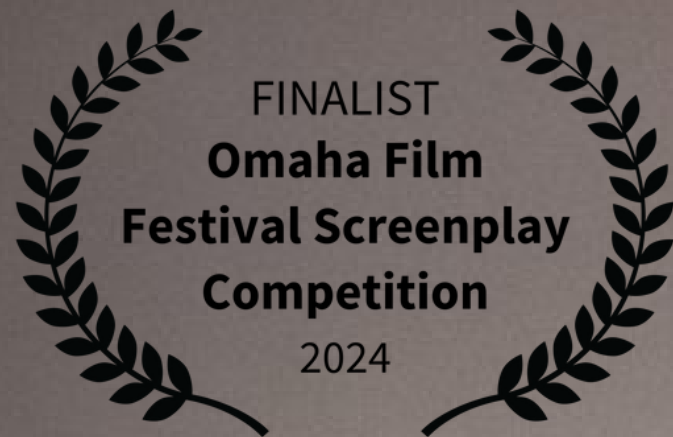 FINALIST
Omaha Film
Festival Screenplay
Competition
2024